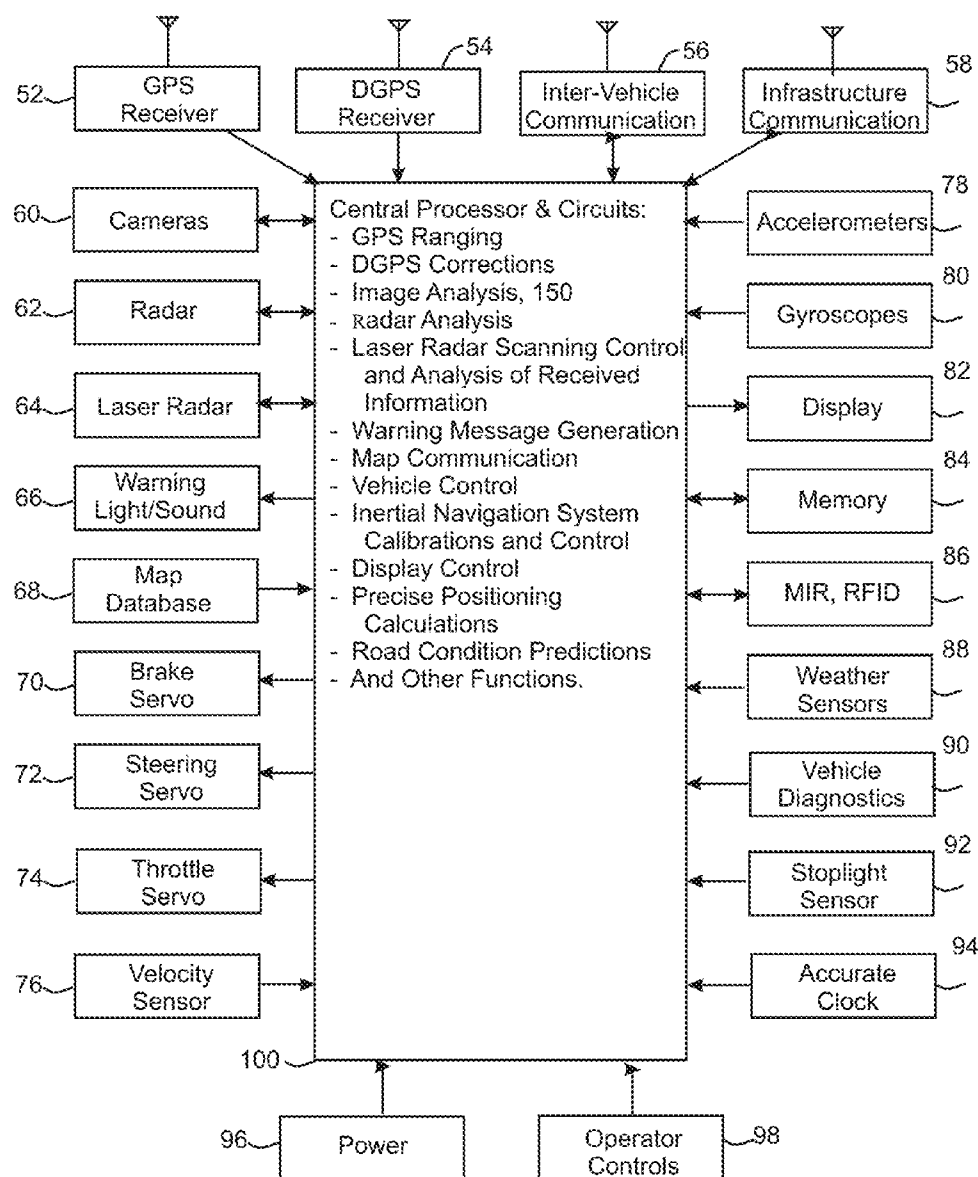 54
56
58
52
GPS
Receiver
DGPS
Receiver
Inter-Vehicle
Communication
Infrastructure
Communication
60
Cameras
62
Radar
64
Laser Radar
66
Warning
Light/Sound
68
Map
Database
70
Brake
Servo
72
Steering
Servo
74
Throttle
Servo
76
Velocity
Sensor
Central Processor & Circuits:
- GPS Ranging
- DGPS Corrections
- Image Analysis, 150
- Radar Analysis
- Laser Radar Scanning Control
and Analysis of Received
Information
- Warning Message Generation
- Map Communication
- Vehicle Control
- Inertial Navigation System
Calibrations and Control
- Display Control
- Precise Positioning
Calculations
- Road Condition Predictions
- And Other Functions.
100
78
Accelerometers
80
Gyroscopes
82
Display
84
Memory
86
MIR, RFID
88
Weather
Sensors
90
Vehicle
Diagnostics
92
Stoplight
Sensor
94
Accurate
Clock
96
Power
Operator
Controls
98